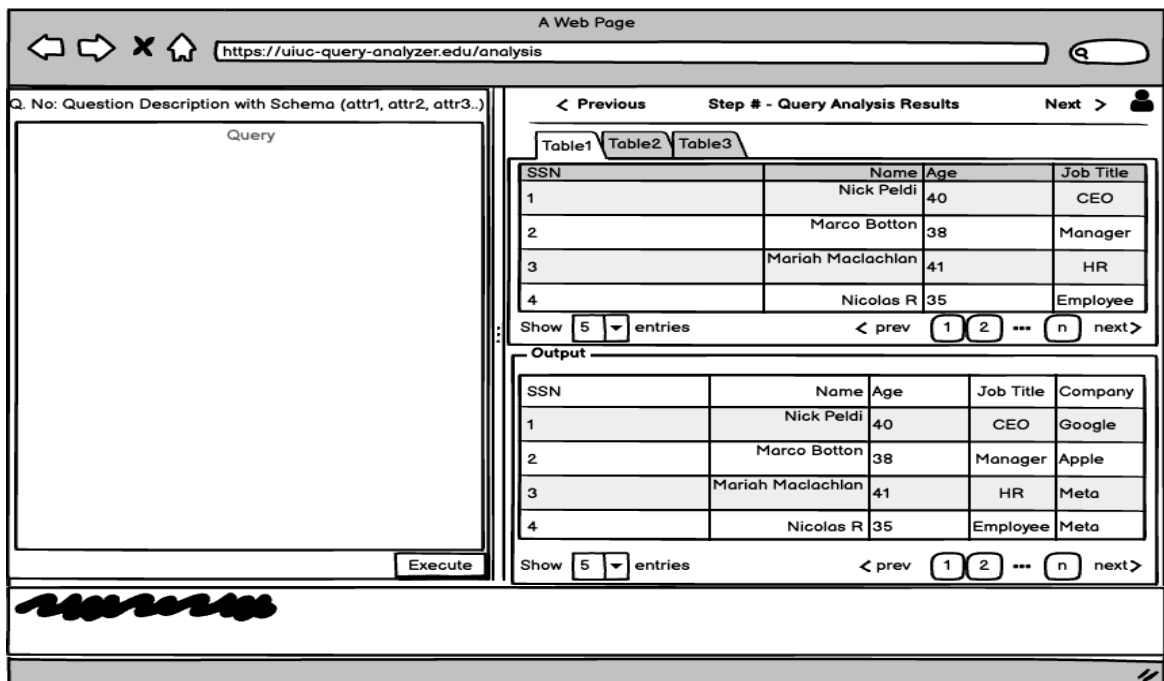 A Web Page
https://uiuc-query-analyzer.edu/analysis
Q. No: Question Description with Schema (attr1, attr2, attr3..)
Query
Execute
< Previous Step # - Query Analysis Results Next >
Table1 Table2 Table3
SSN Name Age Job Title
1 Nick Peldi 40 CEO
2 Marco Botton 38 Manager
3 Mariah Maclachlan 41 HR
4 Nicolas R 35 Employee
Show 5 entries < prev 1 2 ... n next>
Output
SSN Name Age Job Title Company
1 Nick Peldi 40 CEO Google
2 Marco Botton 38 Manager Apple
3 Mariah Maclachlan 41 HR Meta
4 Nicolas R 35 Employee Meta
Show 5 entries < prev 1 2 ... n next>